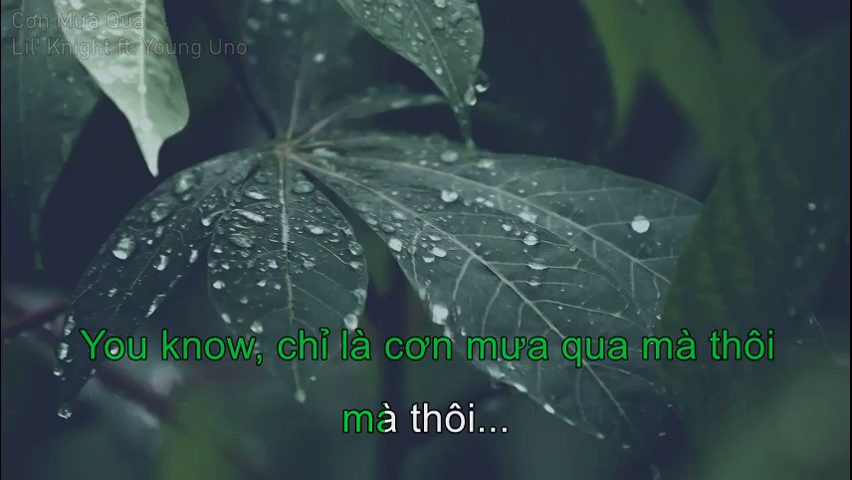 Cơn Mưa Qua
Lil' Knight ft. Young Uno
You know, chỉ là cơn mưa qua mà thôi
mà thôi...